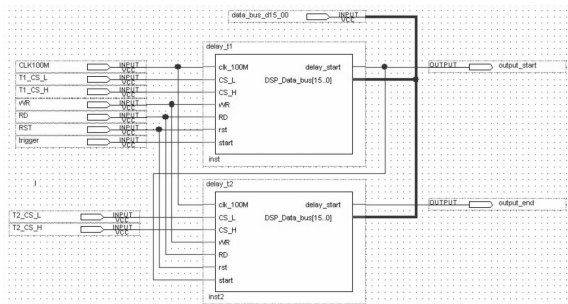 data_bus_d15_00 INPUT
VCC
delay_t1
CLK100M INPUT
VCC
T1_CS_L INPUT
VCC
T1_CS_H INPUT
VCC
WR INPUT
VCC
RD INPUT
VCC
RST INPUT
VCC
trigger INPUT
VCC
clk_100M delay_start
CS_L DSP_Data_bus[15..0]
CS_H
WR
RD
rst
start
inst
OUTPUT output_start
delay_t2
T2_CS_L INPUT
VCC
T2_CS_H INPUT
VCC
clk_100M delay_start
CS_L DSP_Data_bus[15..0]
CS_H
WR
RD
rst
start
inst2
OUTPUT output_end